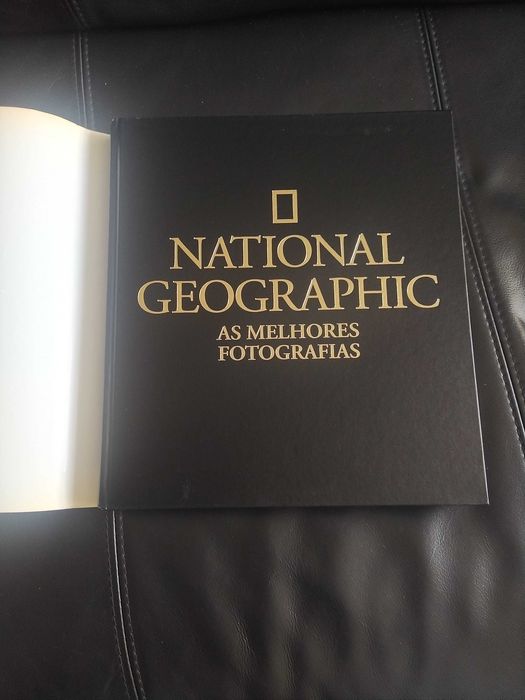 NATIONAL
GEOGRAPHIC
AS MELHORES
FOTOGRAFIAS